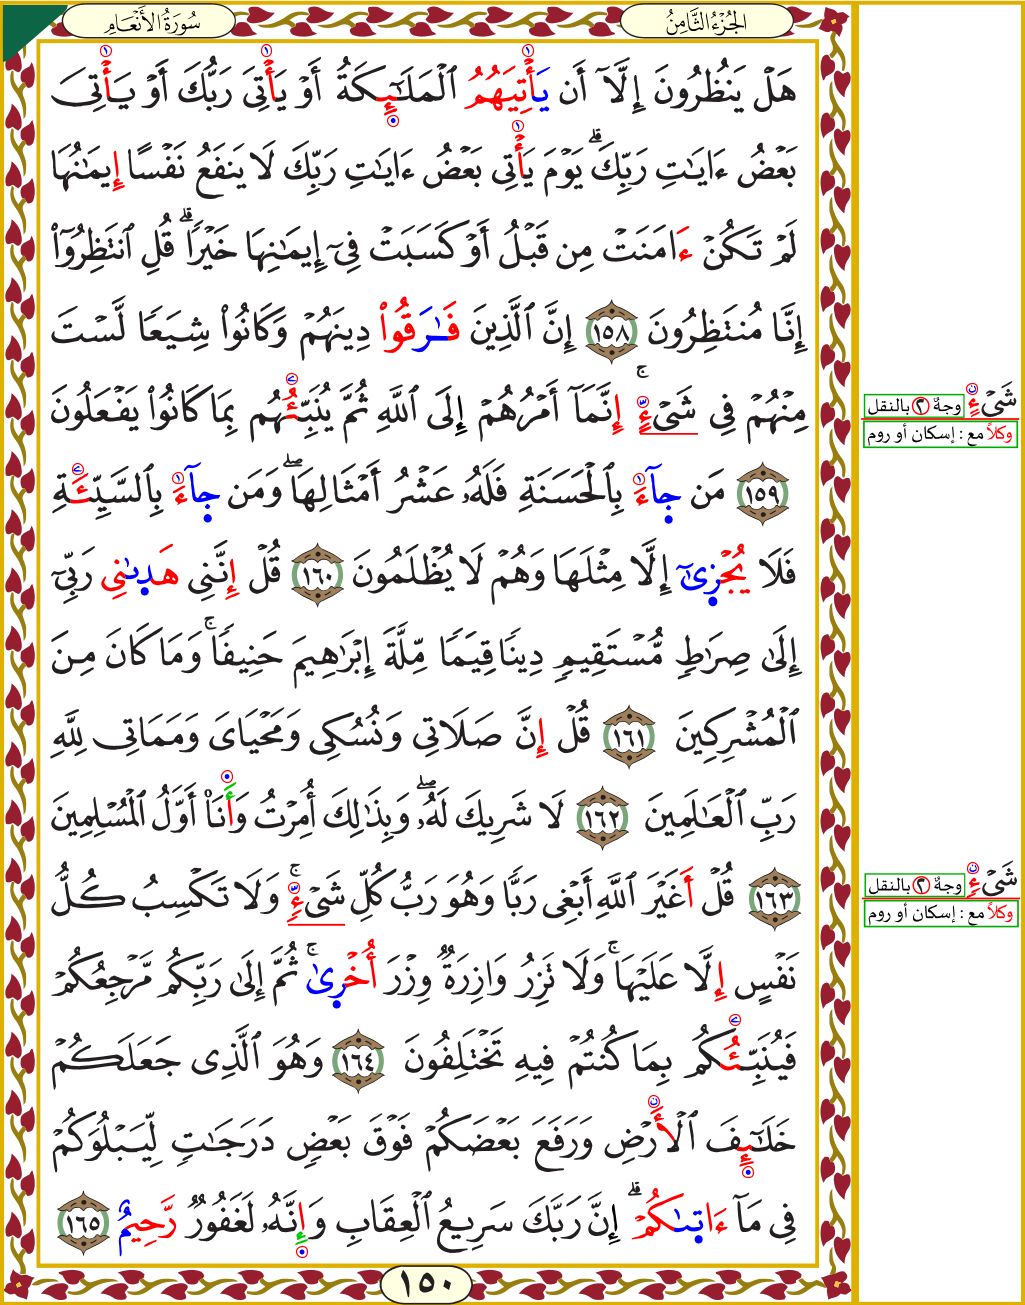 الجُزْءُ الثَّامِنُ
سُورَةُ الأَنْعَامِ
هَلْ يَنظُرُونَ إِلَّآ أَن يَأْتِيَهُمُ ٱلْمَلَـٰٓئِكَةُ أَوْ يَأْتِىَ رَبُّكَ أَوْ يَأْتِىَ
بَعْضُ ءَايَـٰتِ رَبِّكَ ۗ يَوْمَ يَأْتِى بَعْضُ ءَايَـٰتِ رَبِّكَ لَا يَنفَعُ نَفْسًا إِيمَـٰنُهَا
لَمْ تَكُنْ ءَامَنَتْ مِن قَبْلُ أَوْ كَسَبَتْ فِىٓ إِيمَـٰنِهَا خَيْرًا ۗ قُلِ ٱنتَظِرُوٓا۟
إِنَّا مُنتَظِرُونَ ١٥٨ إِنَّ ٱلَّذِينَ فَـٰرَقُوا۟ دِينَهُمْ وَكَانُوا۟ شِيَعًا لَّسْتَ
مِنْهُمْ فِى شَىْءٍ ۚ إِنَّمَآ أَمْرُهُمْ إِلَى ٱللَّهِ ثُمَّ يُنَبِّئُهُم بِمَا كَانُوا۟ يَفْعَلُونَ
١٥٩ مَن جَآءَ بِٱلْحَسَنَةِ فَلَهُۥ عَشْرُ أَمْثَالِهَا ۖ وَمَن جَآءَ بِٱلسَّيِّئَةِ
فَلَا يُجْزَىٰٓ إِلَّا مِثْلَهَا وَهُمْ لَا يُظْلَمُونَ ١٦٠ قُلْ إِنَّنِى هَدَىٰنِى رَبِّىٓ
إِلَىٰ صِرَٰطٍ مُّسْتَقِيمٍ دِينًا قِيَمًا مِّلَّةَ إِبْرَٰهِيمَ حَنِيفًا ۚ وَمَا كَانَ مِنَ
ٱلْمُشْرِكِينَ ١٦١ قُلْ إِنَّ صَلَاتِى وَنُسُكِى وَمَحْيَاىَ وَمَمَاتِى لِلَّهِ
رَبِّ ٱلْعَـٰلَمِينَ ١٦٢ لَا شَرِيكَ لَهُۥ ۖ وَبِذَٰلِكَ أُمِرْتُ وَأَنَا۠ أَوَّلُ ٱلْمُسْلِمِينَ
١٦٣ قُلْ أَغَيْرَ ٱللَّهِ أَبْغِى رَبًّا وَهُوَ رَبُّ كُلِّ شَىْءٍ ۚ وَلَا تَكْسِبُ كُلُّ
نَفْسٍ إِلَّا عَلَيْهَا ۚ وَلَا تَزِرُ وَازِرَةٌ وِزْرَ أُخْرَىٰ ۚ ثُمَّ إِلَىٰ رَبِّكُم مَّرْجِعُكُمْ
فَيُنَبِّئُكُم بِمَا كُنتُمْ فِيهِ تَخْتَلِفُونَ ١٦٤ وَهُوَ ٱلَّذِى جَعَلَكُمْ
خَلَـٰٓئِفَ ٱلْأَرْضِ وَرَفَعَ بَعْضَكُمْ فَوْقَ بَعْضٍ دَرَجَـٰتٍ لِّيَبْلُوَكُمْ
فِى مَآ ءَاتَىٰكُمْ ۗ إِنَّ رَبَّكَ سَرِيعُ ٱلْعِقَابِ وَإِنَّهُۥ لَغَفُورٌ رَّحِيمٌ ١٦٥
١٥٠
شَىْءٍ وجهٌ ٢ بالنقل
وكلاً مع : إسكان أو روم
شَىْءٍ وجهٌ ٢ بالنقل
وكلاً مع : إسكان أو روم